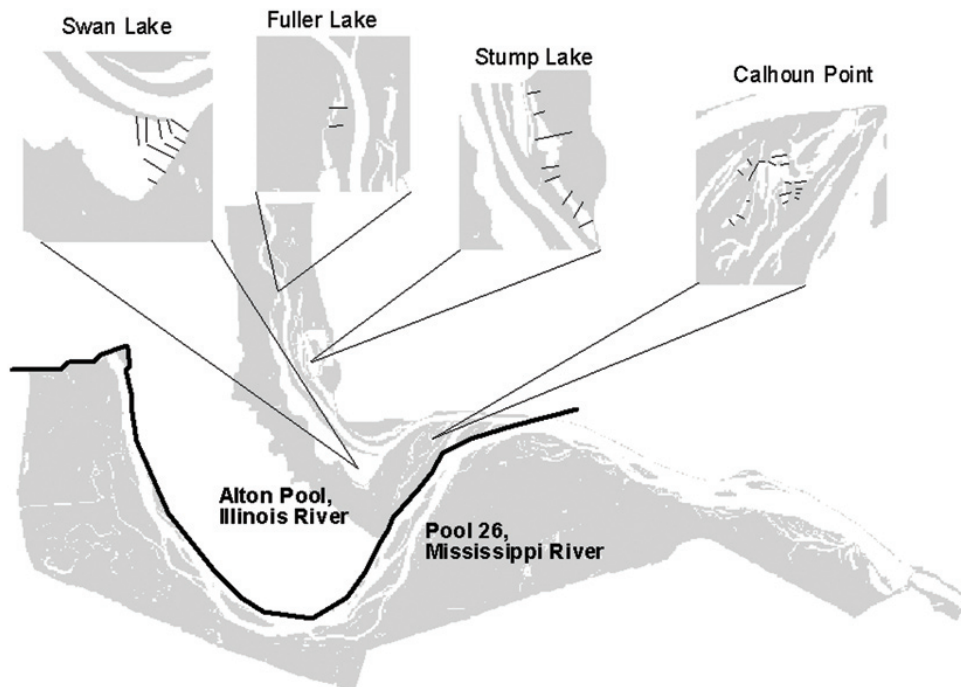 Swan Lake
Fuller Lake
Stump Lake
Calhoun Point
Alton Pool,
Illinois River
Pool 26,
Mississippi River